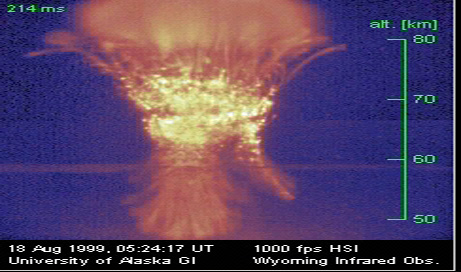 214 ms
alt. [km]
80
70
60
50
18 Aug 1999, 05:24:17 UT 1000 fps HSI
University of Alaska GI Wyoming Infrared Obs.